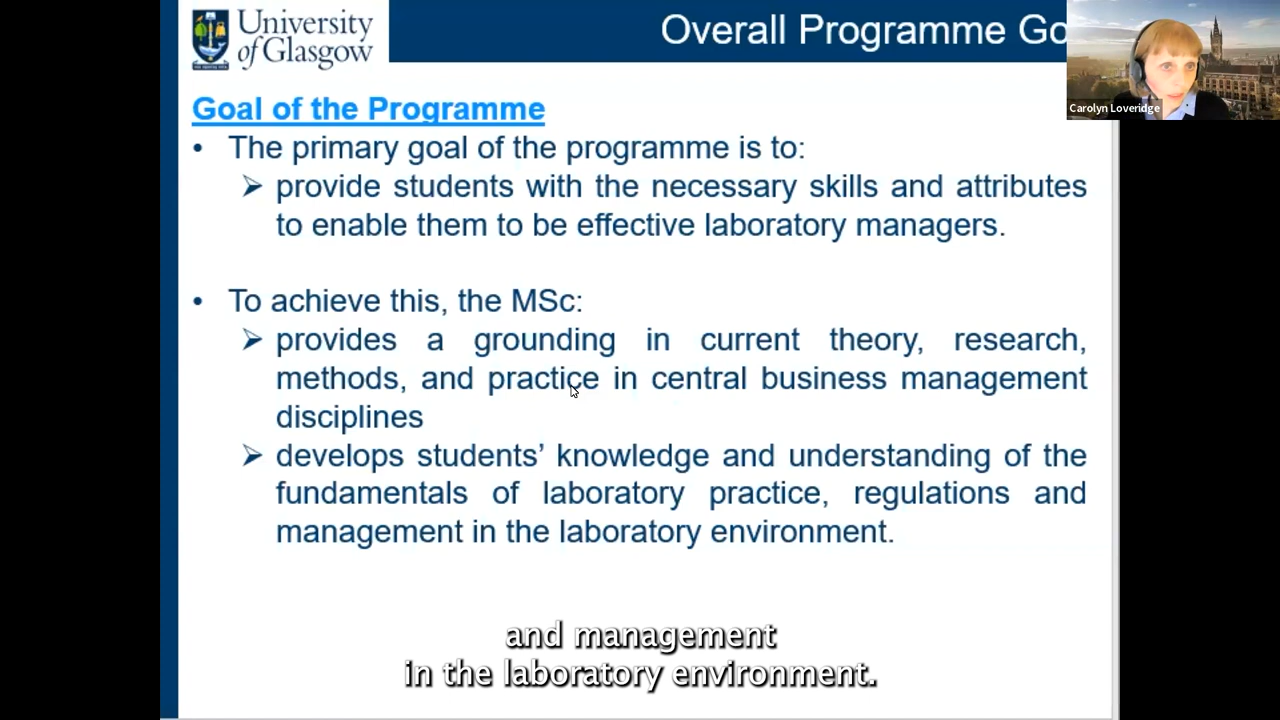 University
of Glasgow
Overall Programme Go
Carolyn Loveridge
Goal of the Programme
• The primary goal of the programme is to:
➢ provide students with the necessary skills and attributes
to enable them to be effective laboratory managers.
• To achieve this, the MSc:
➢ provides a grounding in current theory, research,
methods, and practice in central business management
disciplines
➢ develops students’ knowledge and understanding of the
fundamentals of laboratory practice, regulations and
management in the laboratory environment.
and management
in the laboratory environment.